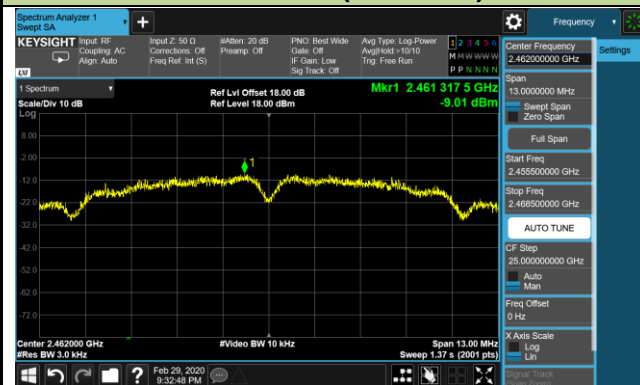 Spectrum Analyzer 1
Swept SA
Frequency
KEYSIGHT
Input: RF
Coupling: AC
Align: Auto
Input Z: 50 Ω
Corrections: Off
Freq Ref: Int (S)
#Atten: 20 dB
Preamp: Off
PNO: Best Wide
Gate: Off
IF Gain: Low
Sig Track: Off
Avg Type: Log-Power
Avg|Hold:>10/10
Trig: Free Run
1 2 3 4 5 6
M M W W W W
P P N N N N
LXI
1 Spectrum
Scale/Div 10 dB
Log
Ref Lvl Offset 18.00 dB
Ref Level 18.00 dBm
Mkr1 2.461 317 5 GHz
-9.01 dBm
8.00
-2.00
-12.0
-22.0
-32.0
-42.0
-52.0
-62.0
-72.0
1
Center 2.462000 GHz
#Res BW 3.0 kHz
#Video BW 10 kHz
Span 13.00 MHz
Sweep 1.37 s (2001 pts)
Feb 29, 2020
9:32:48 PM
Center Frequency
2.462000000 GHz
Span
13.0000000 MHz
Swept Span
Zero Span
Full Span
Start Freq
2.455500000 GHz
Stop Freq
2.468500000 GHz
AUTO TUNE
CF Step
25.000000000 GHz
Auto
Man
Freq Offset
0 Hz
X Axis Scale
Log
Lin
Signal Track
Settings